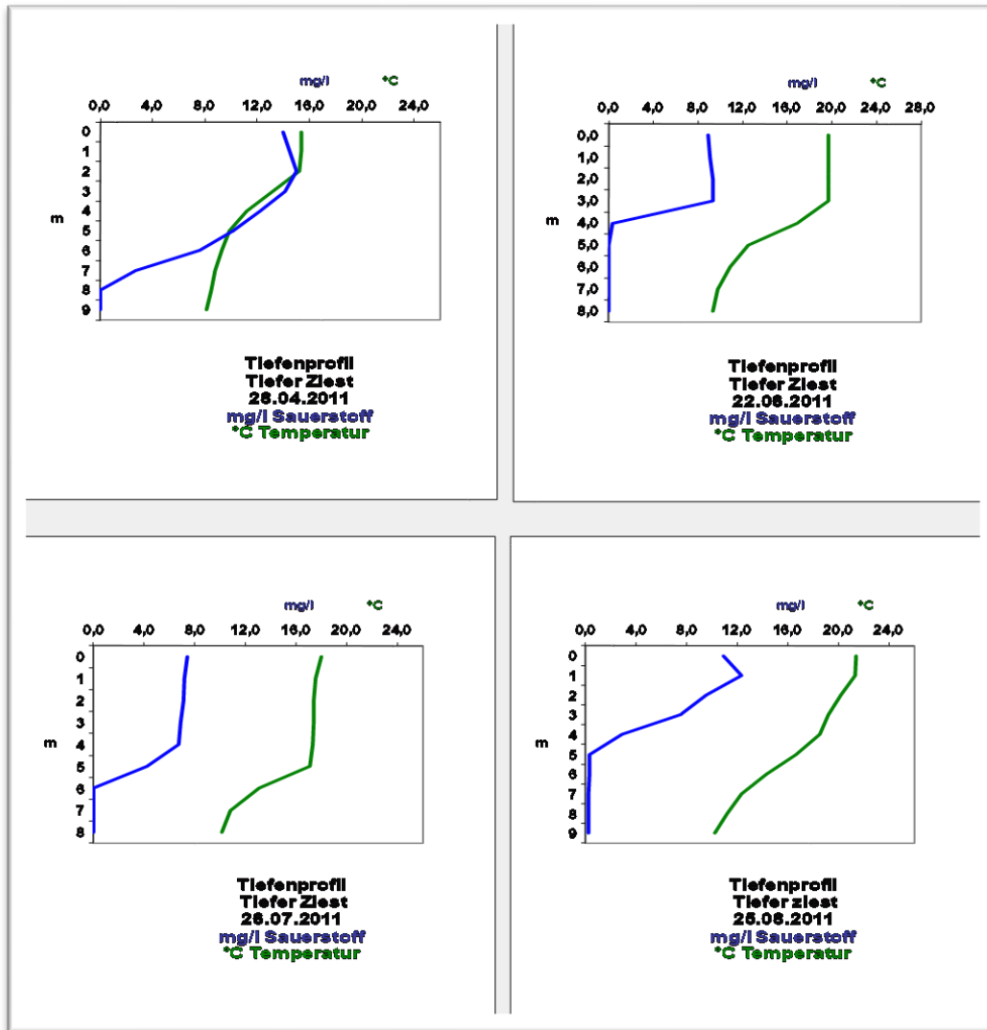 mg/l °C
0,0 4,0 8,0 12,0 16,0 20,0 24,0
0
1
2
3
4
m
5
6
7
8
9
Tiefenprofil
Tiefer Ziest
28.04.2011
mg/l Sauerstoff
°C Temperatur
mg/l °C
0,0 4,0 8,0 12,0 16,0 20,0 24,0 28,0
0,0
1,0
2,0
3,0
4,0
m
5,0
6,0
7,0
8,0
Tiefenprofil
Tiefer Ziest
22.06.2011
mg/l Sauerstoff
°C Temperatur
mg/l °C
0,0 4,0 8,0 12,0 16,0 20,0 24,0
0
1
2
3
4
m
5
6
7
8
Tiefenprofil
Tiefer Ziest
26.07.2011
mg/l Sauerstoff
°C Temperatur
mg/l °C
0,0 4,0 8,0 12,0 16,0 20,0 24,0
0
1
2
3
4
m
5
6
7
8
9
Tiefenprofil
Tiefer ziest
25.08.2011
mg/l Sauerstoff
°C Temperatur